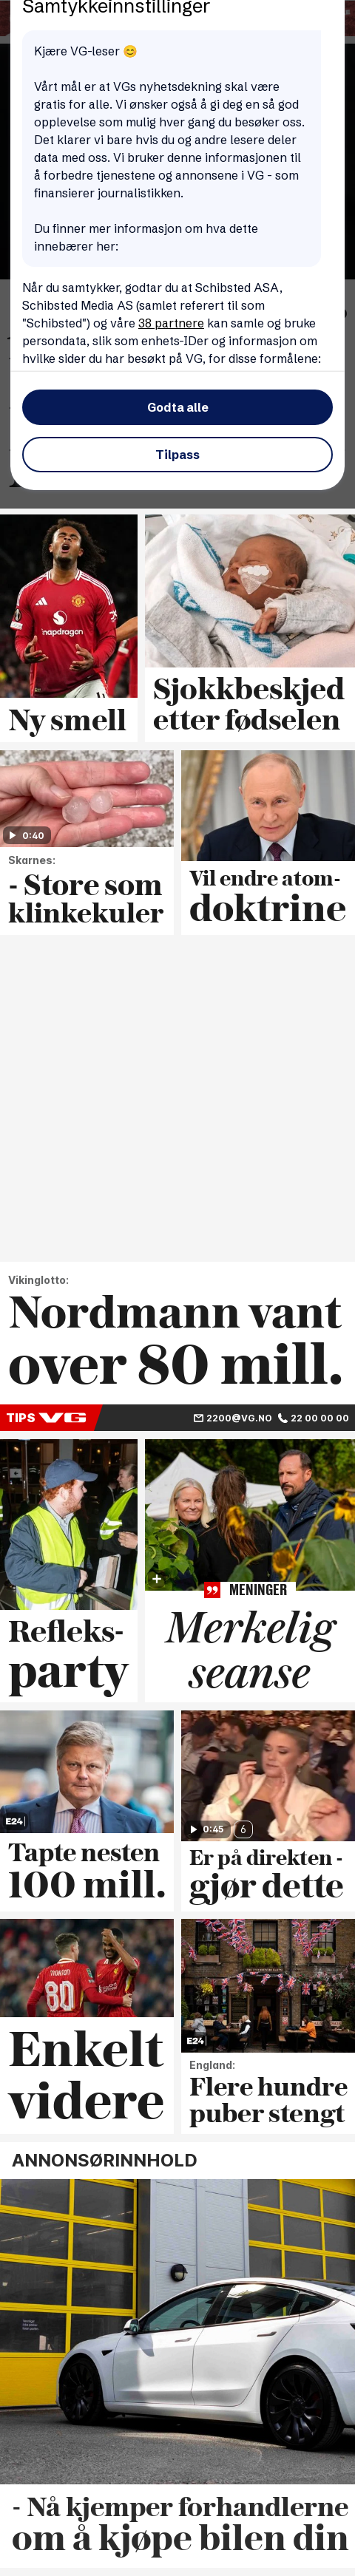 Samtykkeinnstillinger
Kjære VG-leser 😊
Vårt mål er at VGs nyhetsdekning skal være
gratis for alle. Vi ønsker også å gi deg en så god
opplevelse som mulig hver gang du besøker oss.
Det klarer vi bare hvis du og andre lesere deler
data med oss. Vi bruker denne informasjonen til
å forbedre tjenestene og annonsene i VG - som
finansierer journalistikken.
Du finner mer informasjon om hva dette
innebærer her:
Når du samtykker, godtar du at Schibsted ASA,
Schibsted Media AS (samlet referert til som
"Schibsted") og våre 38 partnere kan samle og bruke
persondata, slik som enhets-IDer og informasjon om
hvilke sider du har besøkt på VG, for disse formålene:
Godta alle
Tilpass
snapdragon
Ny smell
Sjokkbeskjed
etter fødselen
0:40
Skarnes:
- Store som
klinkekuler
Vil endre atom-
doktrine
Vikinglotto:
Nordmann vant
over 80 mill.
TIPS VG
2200@VG.NO 22 00 00 00
Refleks-
party
+
MENINGER
Merkelig
seanse
E24
Tapte nesten
100 mill.
0:45 6
Er på direkten -
gjør dette
80
Enkelt
videre
E24
England:
Flere hundre
puber stengt
ANNONSØRINNHOLD
- Nå kjemper forhandlerne
om å kjøpe bilen din